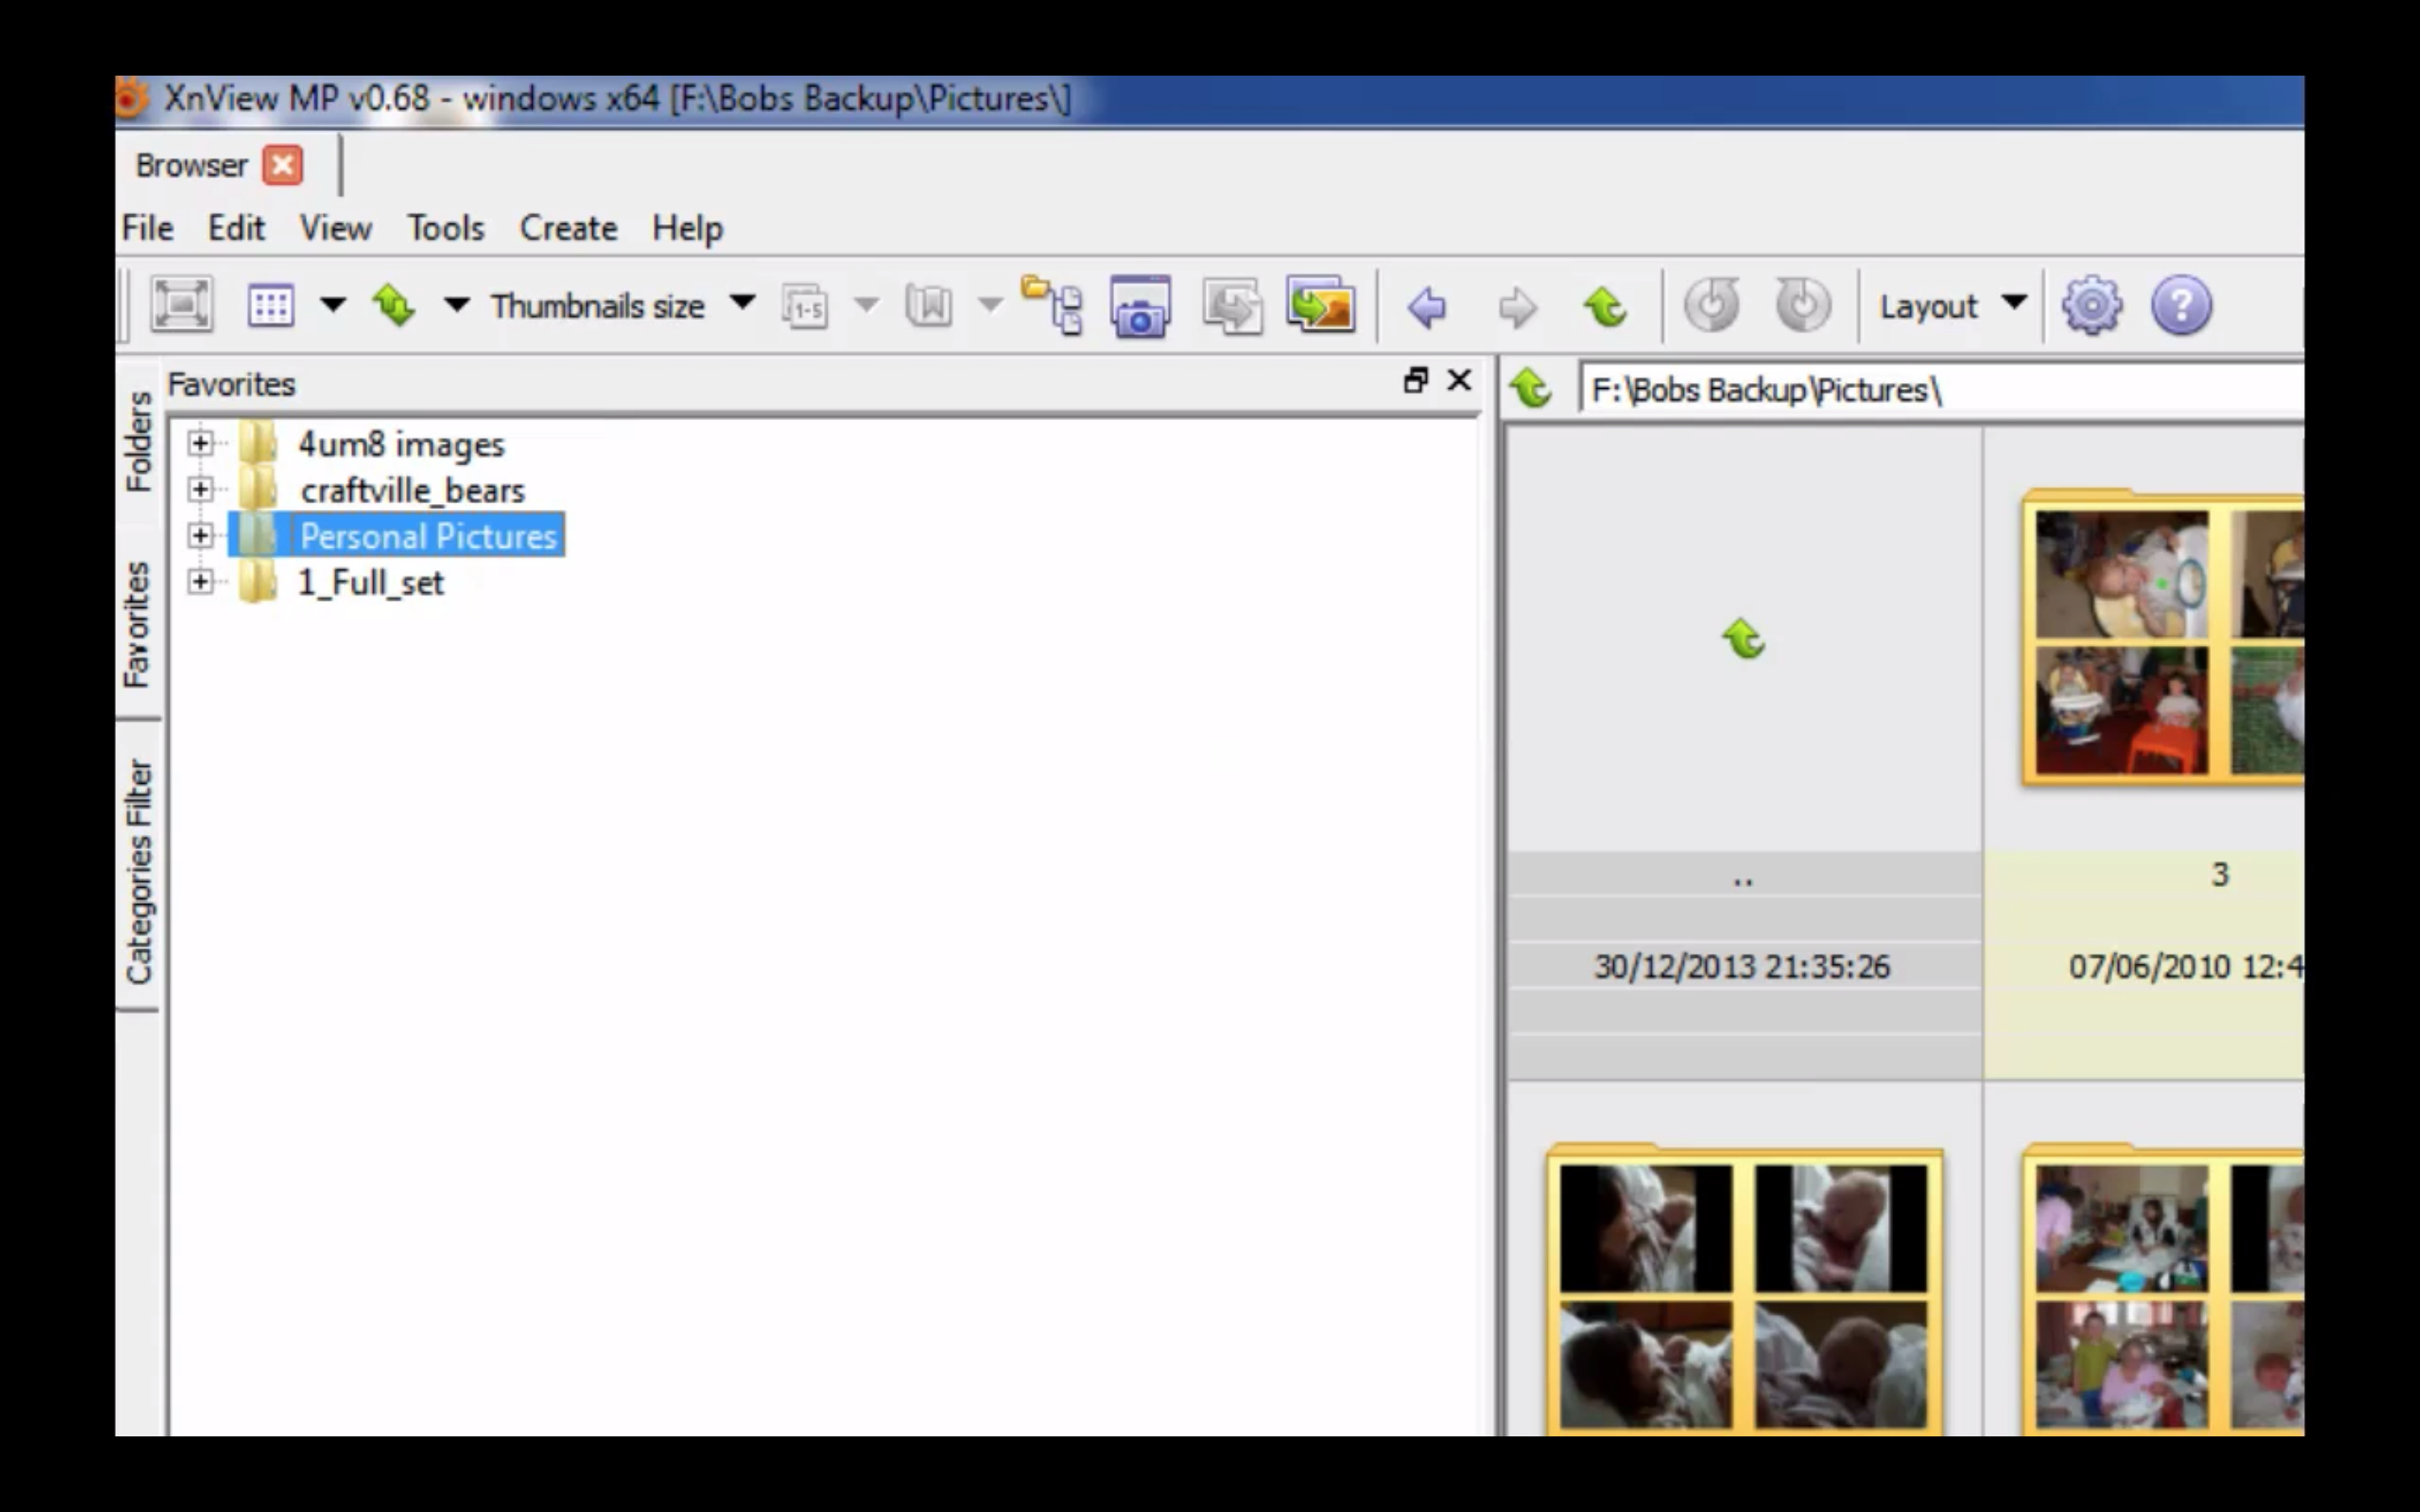 XnView MP v0.68 - windows x64 [F:\Bobs Backup\Pictures\]
Browser
File Edit View Tools Create Help
Thumbnails size 1-5 Layout ?
Folders
Favorites
Categories Filter
Favorites
4um8 images
craftville_bears
Personal Pictures
1_Full_set
F:\Bobs Backup\Pictures\
.. 3
30/12/2013 21:35:26 07/06/2010 12:4